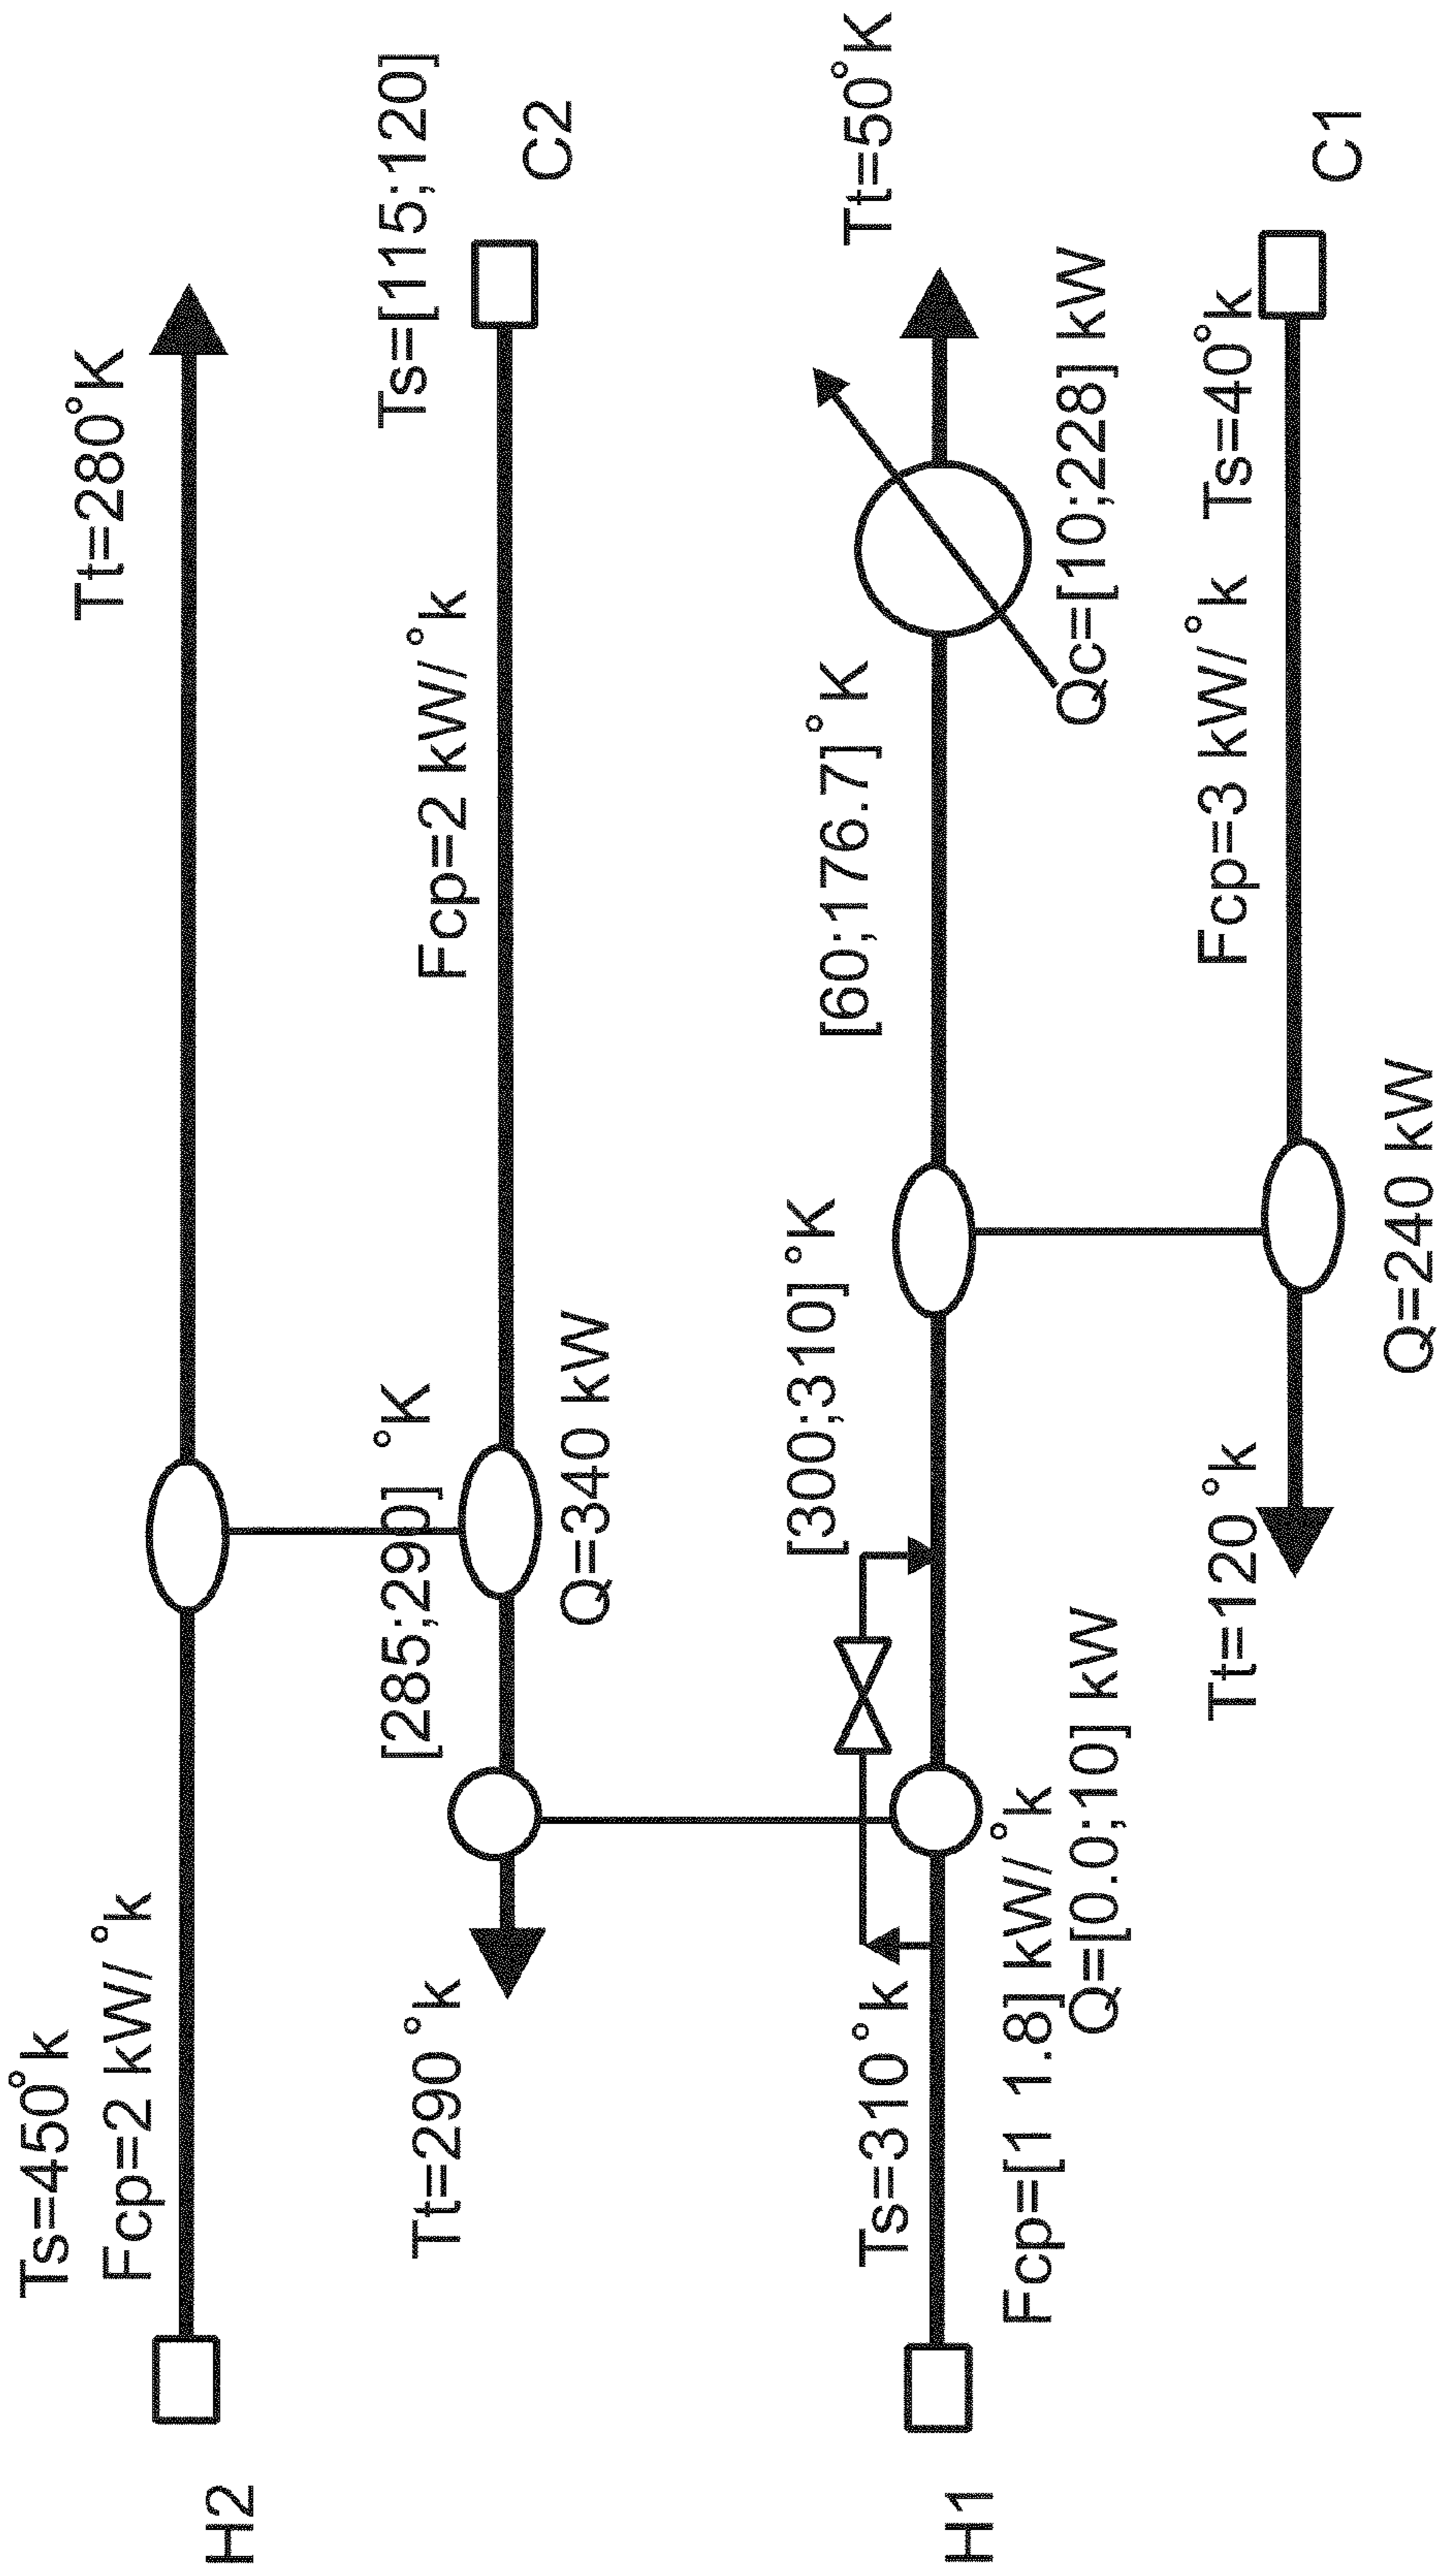 Ts=450°k
Fcp=2 kW/°k
Tt=280°K
H2
Ts=[115;120]
Fcp=2 kW/°k
C2
[285;290] °K
Q=340 kW
Tt=290°k
Tt=50°K
[60;176.7]°K
[300;310]°K
Ts=310°k
H1
Fcp=[1 1.8] kW/°k
Q=[0.0;10] kW
Qc=[10;228] kW
Fcp=3 kW/°k
Ts=40°k
C1
Tt=120°k
Q=240 kW